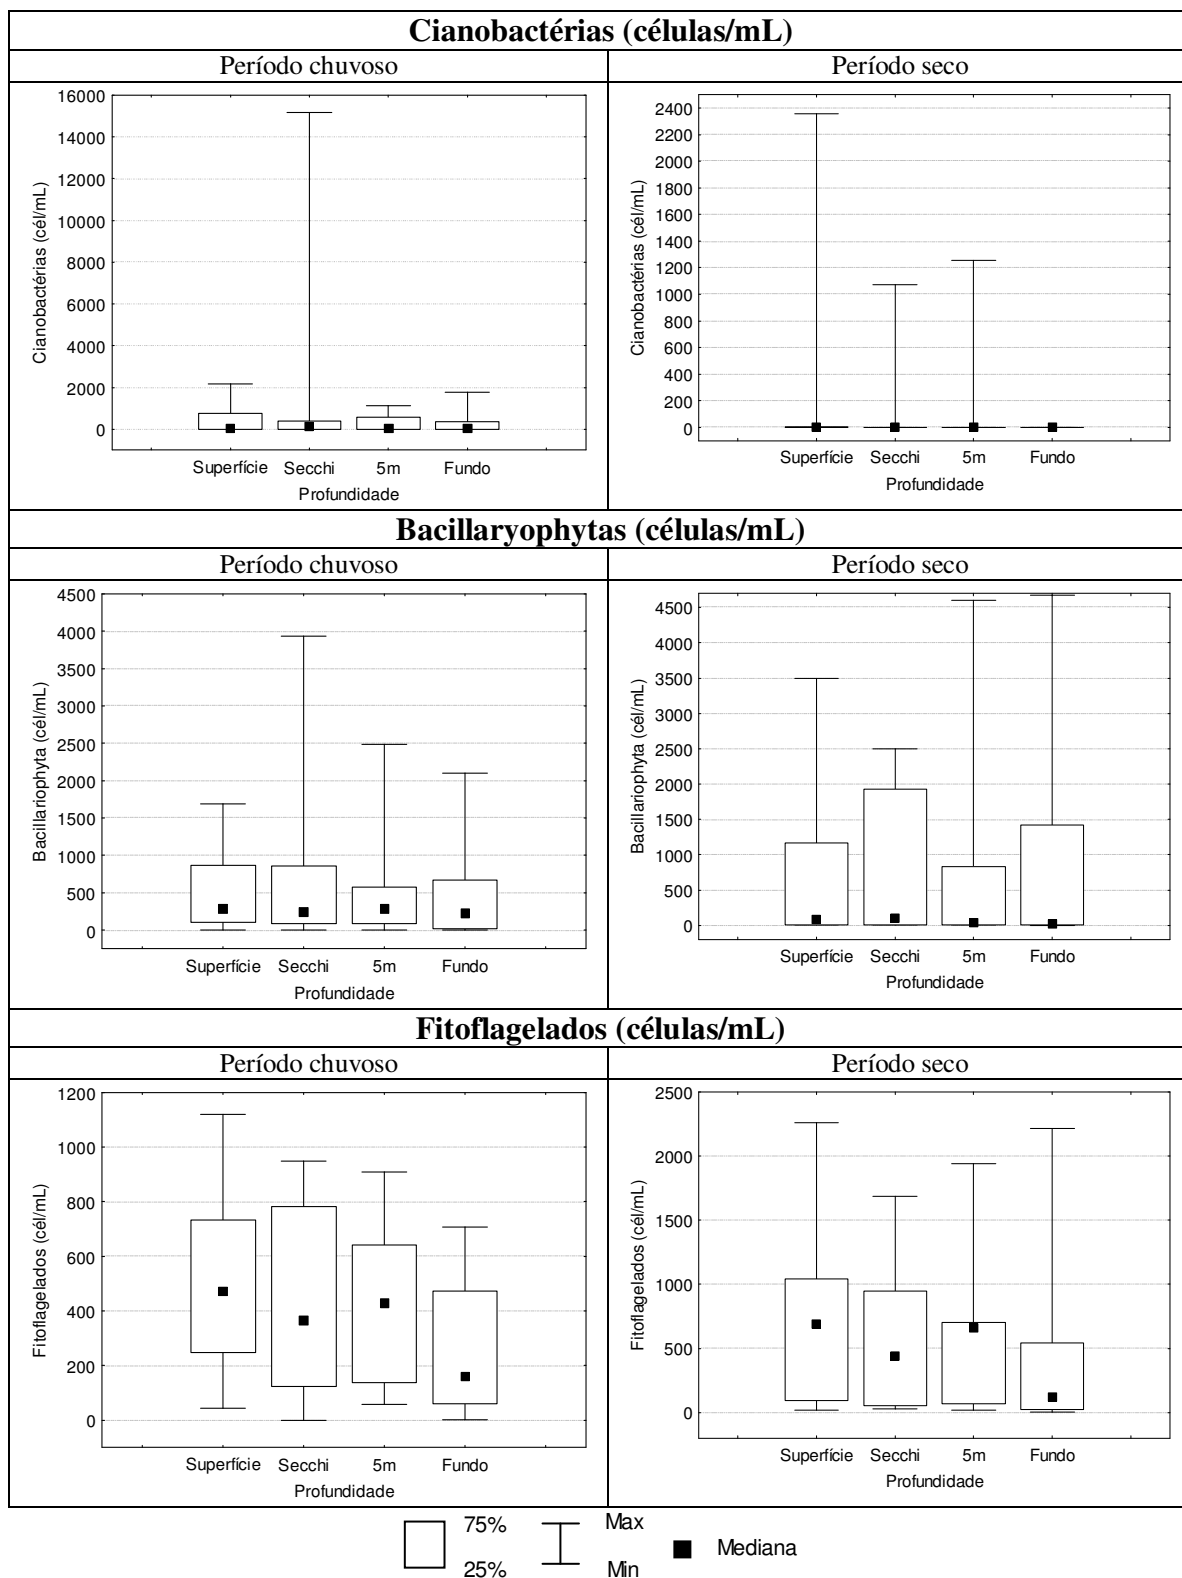 Cianobactérias (células/mL)
Período chuvoso
Período seco
16000
14000
12000
10000
8000
6000
4000
2000
0
Cianobactérias (cél/mL)
Superfície Secchi 5m Fundo
Profundidade
2400
2200
2000
1800
1600
1400
1200
1000
800
600
400
200
0
Cianobactérias (cél/mL)
Superfície Secchi 5m Fundo
Profundidade
Bacillaryophytas (células/mL)
Período chuvoso
Período seco
4500
4000
3500
3000
2500
2000
1500
1000
500
0
Bacillariophyta (cél/mL)
Superfície Secchi 5m Fundo
Profundidade
4500
4000
3500
3000
2500
2000
1500
1000
500
0
Bacillariophyta (cél/mL)
Superfície Secchi 5m Fundo
Profundidade
Fitoflagelados (células/mL)
Período chuvoso
Período seco
1200
1000
800
600
400
200
0
Fitoflagelados (cél/mL)
Superfície Secchi 5m Fundo
Profundidade
2500
2000
1500
1000
500
0
Fitoflagelados (cél/mL)
Superfície Secchi 5m Fundo
Profundidade
75%
25%
Max
Min
Mediana